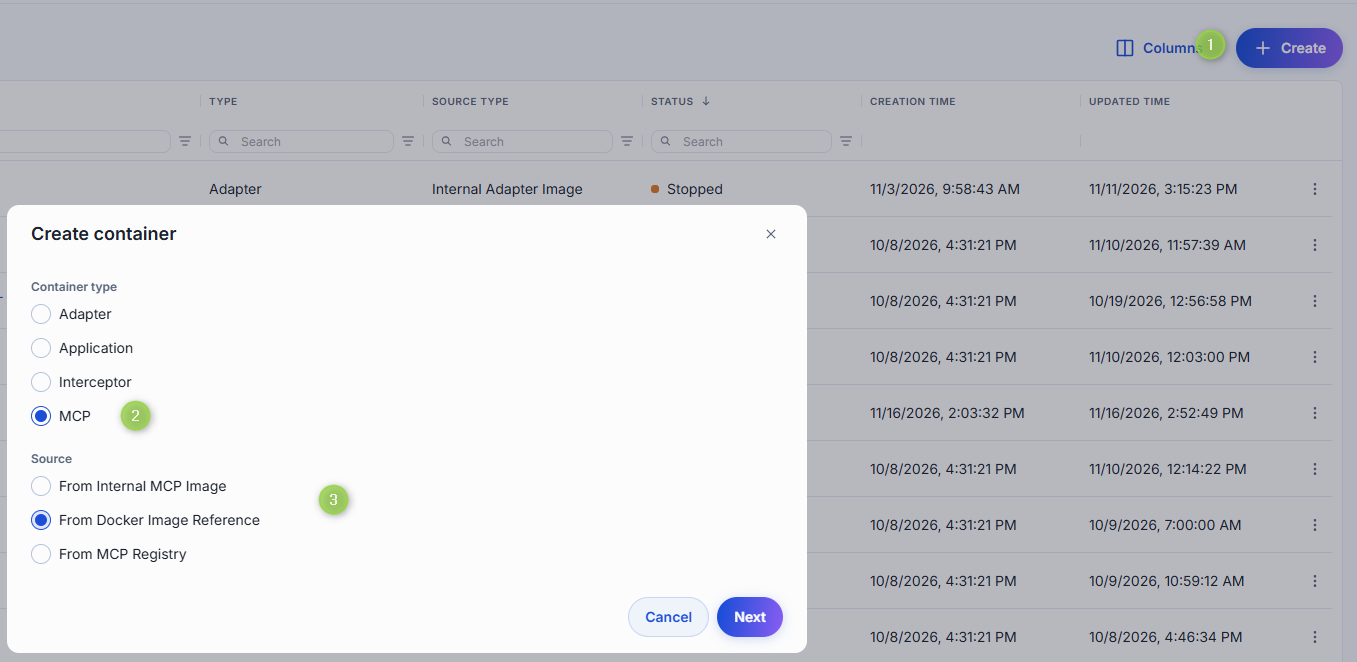 Columns 1 + Create
TYPE SOURCE TYPE STATUS ↓ CREATION TIME UPDATED TIME
Search Search Search
Adapter Internal Adapter Image Stopped 11/3/2026, 9:58:43 AM 11/11/2026, 3:15:23 PM
Create container
10/8/2026, 4:31:21 PM 11/10/2026, 11:57:39 AM
Container type
10/8/2026, 4:31:21 PM 10/19/2026, 12:56:58 PM
Adapter
Application
10/8/2026, 4:31:21 PM 11/10/2026, 12:03:00 PM
Interceptor
MCP 2
11/16/2026, 2:03:32 PM 11/16/2026, 2:52:49 PM
Source
10/8/2026, 4:31:21 PM 11/10/2026, 12:14:22 PM
From Internal MCP Image
3
From Docker Image Reference
10/8/2026, 4:31:21 PM 10/9/2026, 7:00:00 AM
From MCP Registry
10/8/2026, 4:31:21 PM 10/9/2026, 10:59:12 AM
Cancel Next
10/8/2026, 4:31:21 PM 10/8/2026, 4:46:34 PM